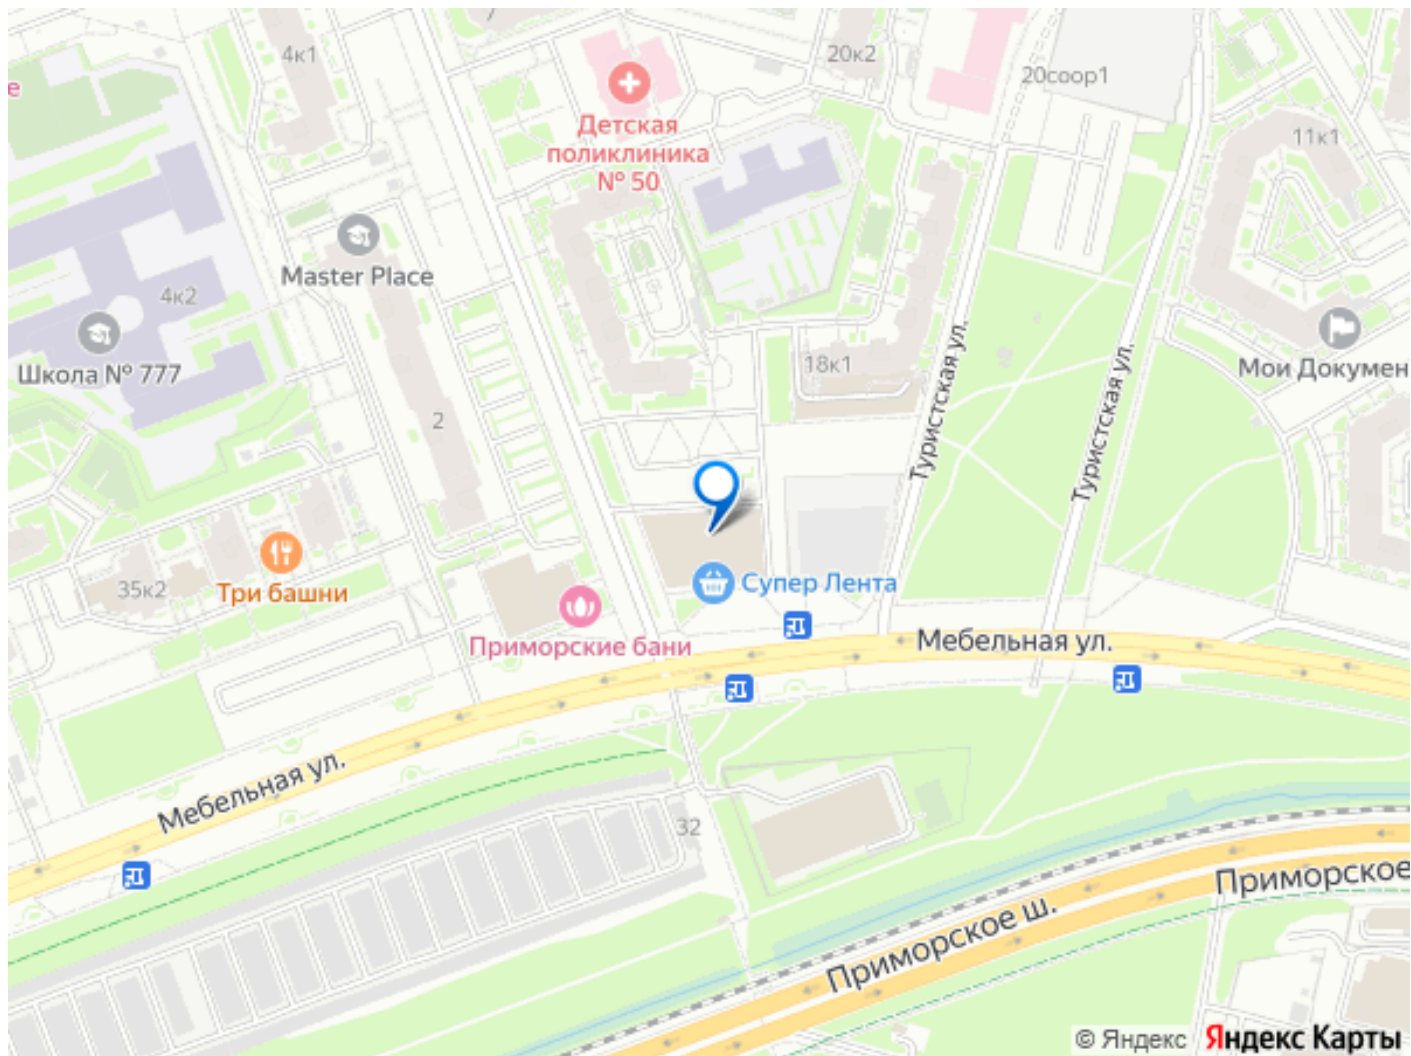 7
4к1
20к2
20соор1
е
Детская
поликлиника
№ 50
11к1
Master Place
4к2
Школа № 777
18к1
Туристская ул.
Туристская ул.
Мои Докумен
2
35к2
Три башни
Супер Лента
Приморские бани
Мебельная ул.
Мебельная ул.
32
Приморское ш.
Приморское
© Яндекс Яндекс Карты